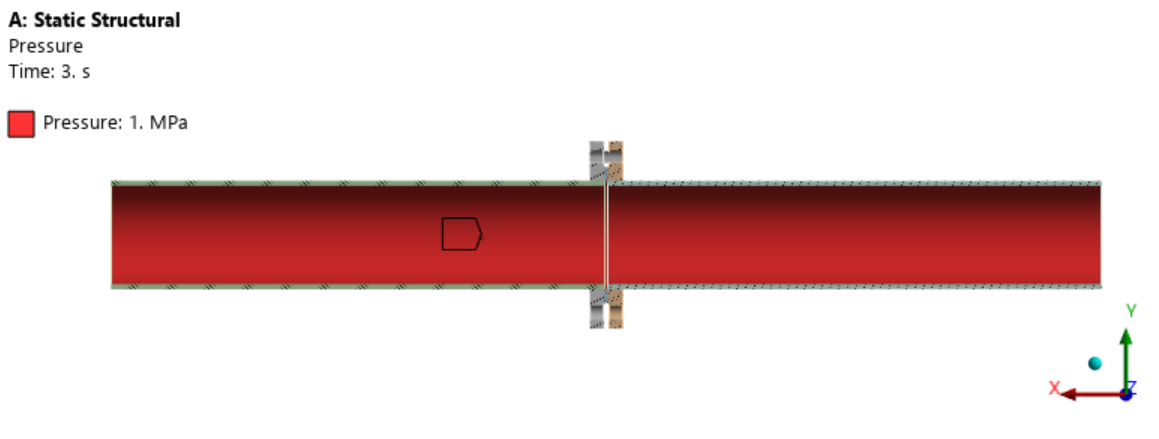 A: Static Structural
Pressure
Time: 3. s
Pressure: 1. MPa
Y
X
Z